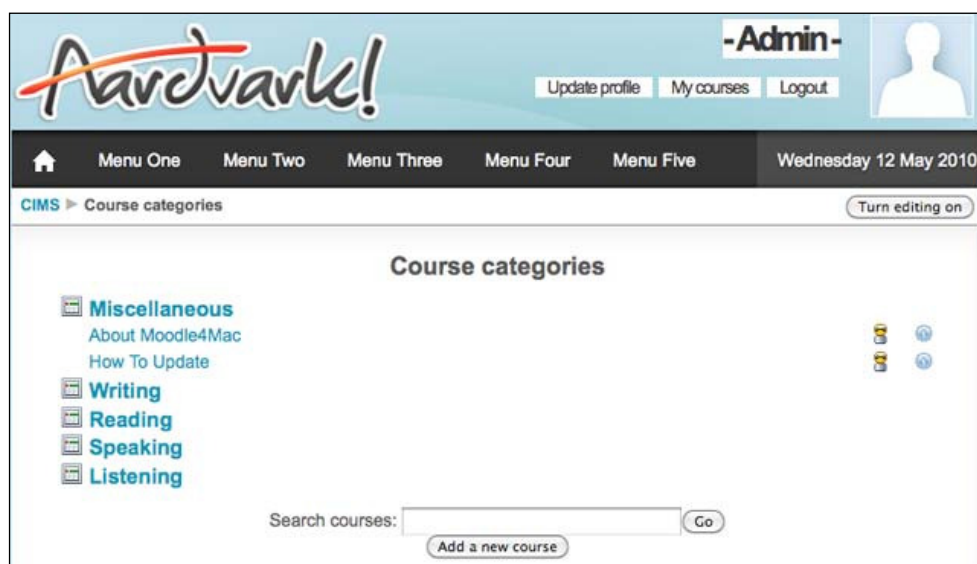 Aardvark!
-Admin-
Update profile My courses Logout
Menu One Menu Two Menu Three Menu Four Menu Five Wednesday 12 May 2010
CIMS Course categories Turn editing on
Course categories
Miscellaneous
About Moodle4Mac
How To Update
Writing
Reading
Speaking
Listening
Search courses: Go
Add a new course